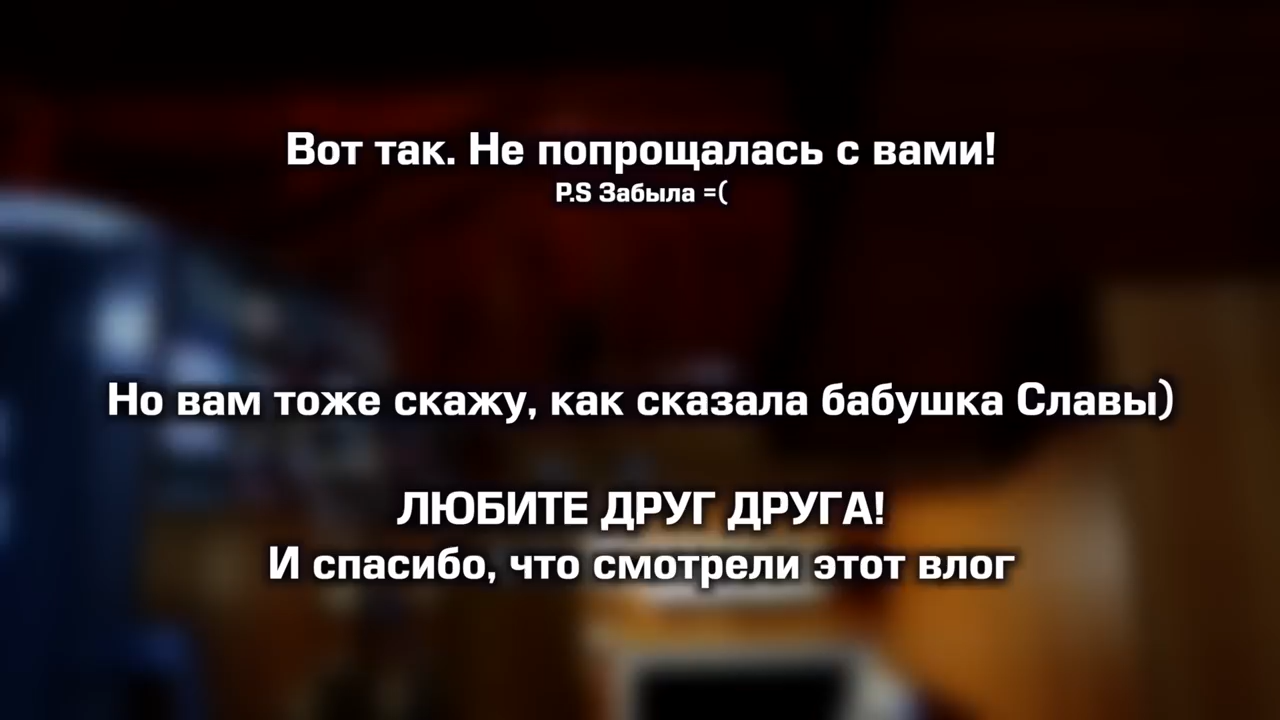 Вот так. Не попрощалась с вами!
P.S Забыла =(
Но вам тоже скажу, как сказала бабушка Славы)
ЛЮБИТЕ ДРУГ ДРУГА!
И спасибо, что смотрели этот влог